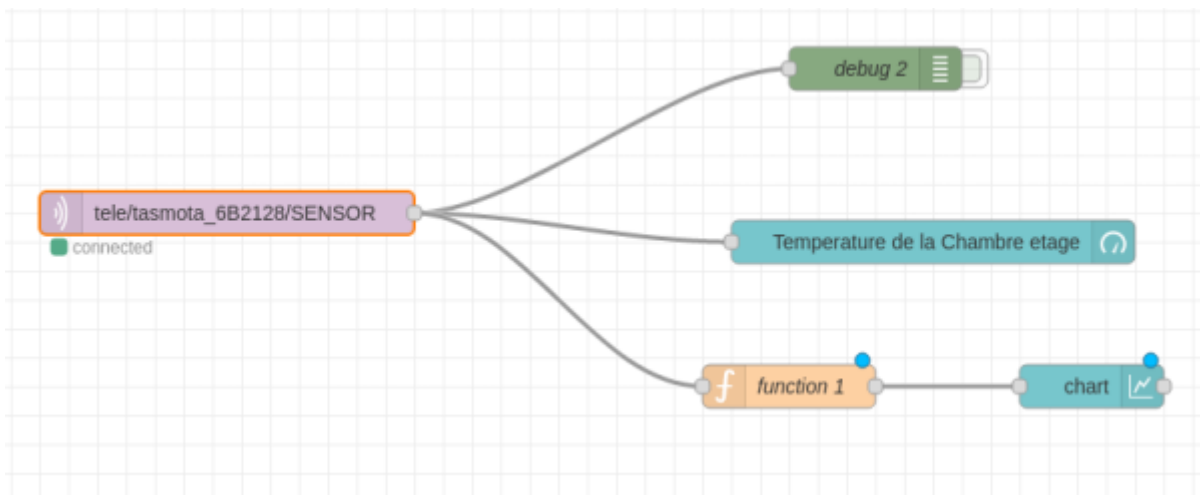 debug 2
tele/tasmota_6B2128/SENSOR
connected
Temperature de la Chambre etage
function 1
chart